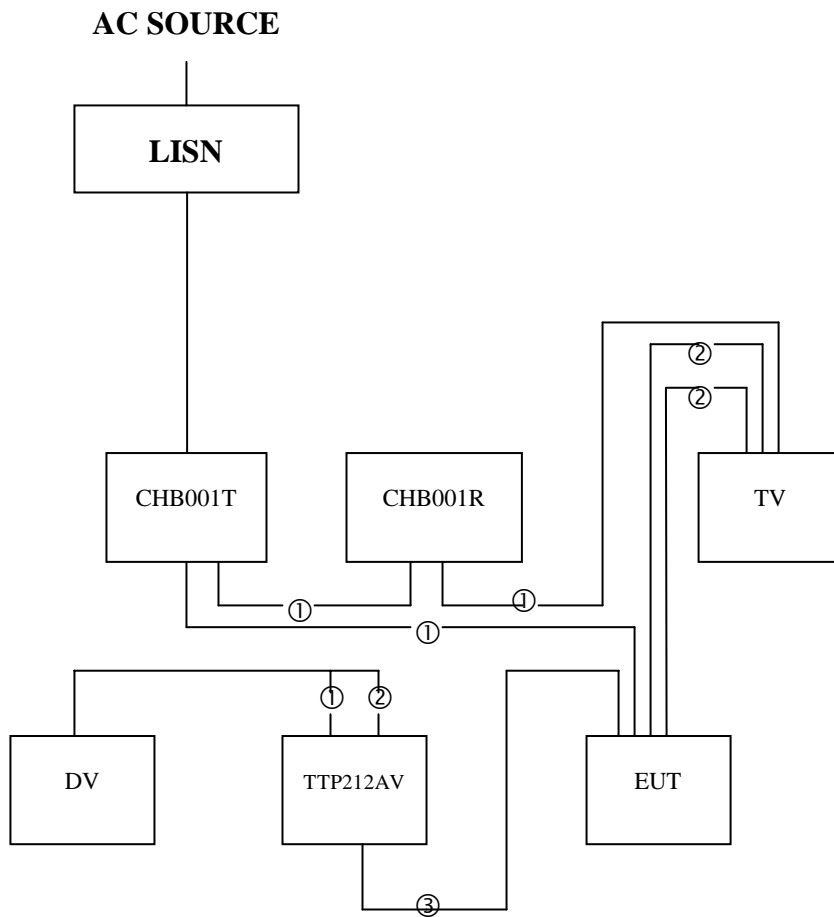 AC SOURCE
LISN
②
②
CHB001T
CHB001R
TV
①
①
①
①
②
DV
TTP212AV
EUT
③